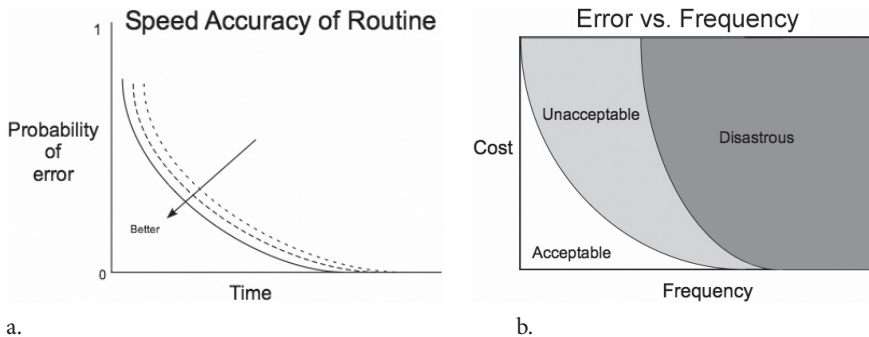 Speed Accuracy of Routine
1
Probability
of
error
Better
0
Time
a.
Error vs. Frequency
Unacceptable
Disastrous
Cost
Acceptable
Frequency
b.